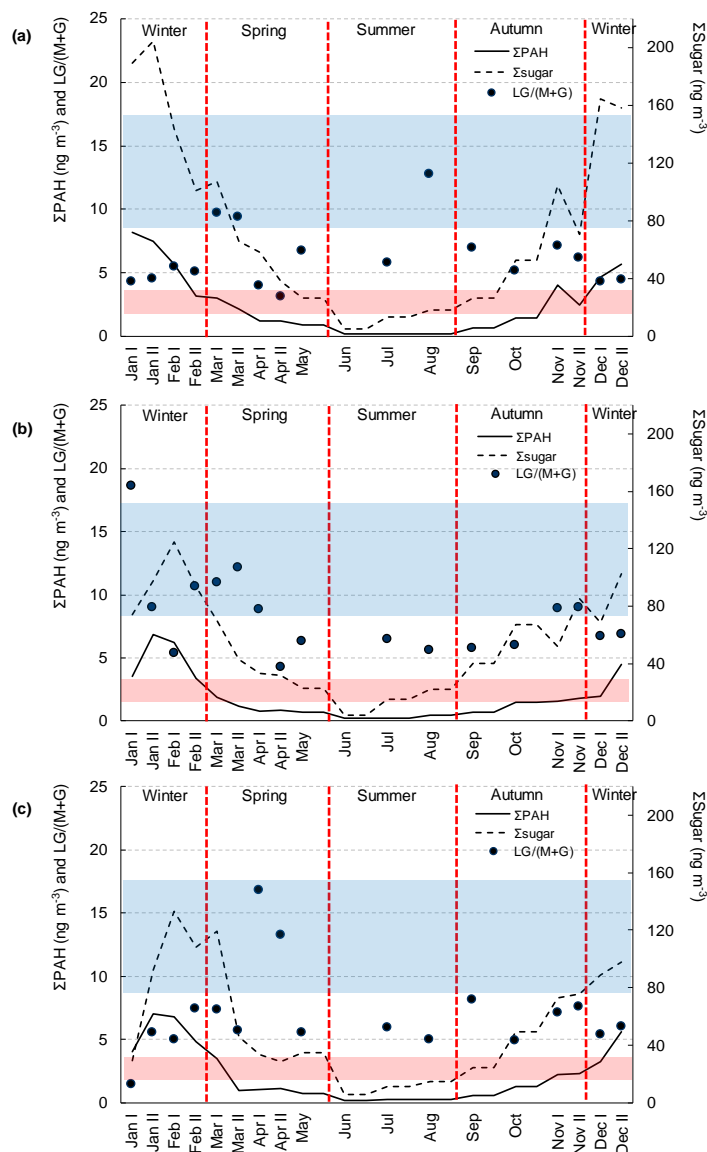 (a)
Winter Spring Summer Autumn Winter
ΣPAH
Σsugar
LG/(M+G)
ΣPAH (ng m-3) and LG/(M+G)
25
20
15
10
5
0
ΣSugar (ng m-3)
200
160
120
80
40
0
Jan I Jan II Feb I Feb II Mar I Mar II Apr I Apr II May Jun Jul Aug Sep Oct Nov I Nov II Dec I Dec II
(b)
Winter Spring Summer Autumn Winter
ΣPAH
Σsugar
LG/(M+G)
ΣPAH (ng m-3) and LG/(M+G)
25
20
15
10
5
0
ΣSugar (ng m-3)
200
160
120
80
40
0
Jan I Jan II Feb I Feb II Mar I Mar II Apr I Apr II May Jun Jul Aug Sep Oct Nov I Nov II Dec I Dec II
(c)
Winter Spring Summer Autumn Winter
ΣPAH
Σsugar
LG/(M+G)
ΣPAH (ng m-3) and LG/(M+G)
25
20
15
10
5
0
ΣSugar (ng m-3)
200
160
120
80
40
0
Jan I Jan II Feb I Feb II Mar I Mar II Apr I Apr II May Jun Jul Aug Sep Oct Nov I Nov II Dec I Dec II